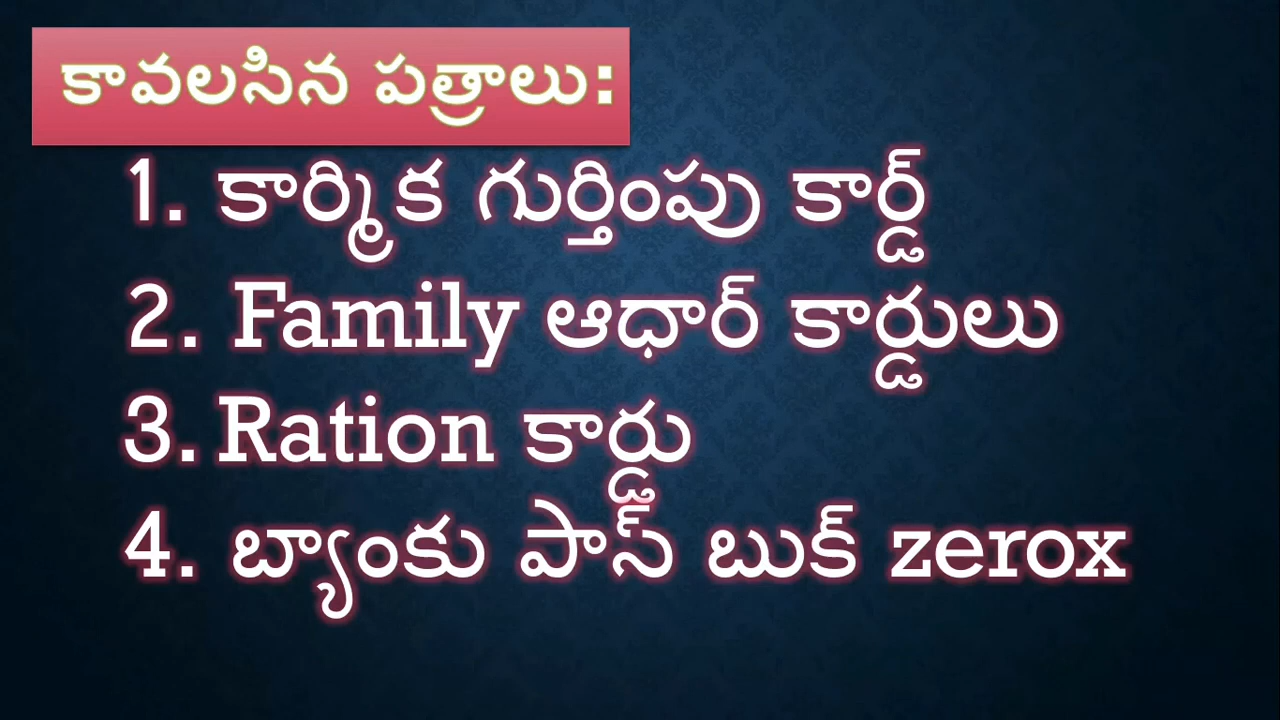 కావలసిన పత్రాలు:
1. కార్మిక గుర్తింపు కార్డ్
2. Family ఆధార్ కార్డులు
3. Ration కార్డు
4. బ్యాంకు పాస్ బుక్ zerox